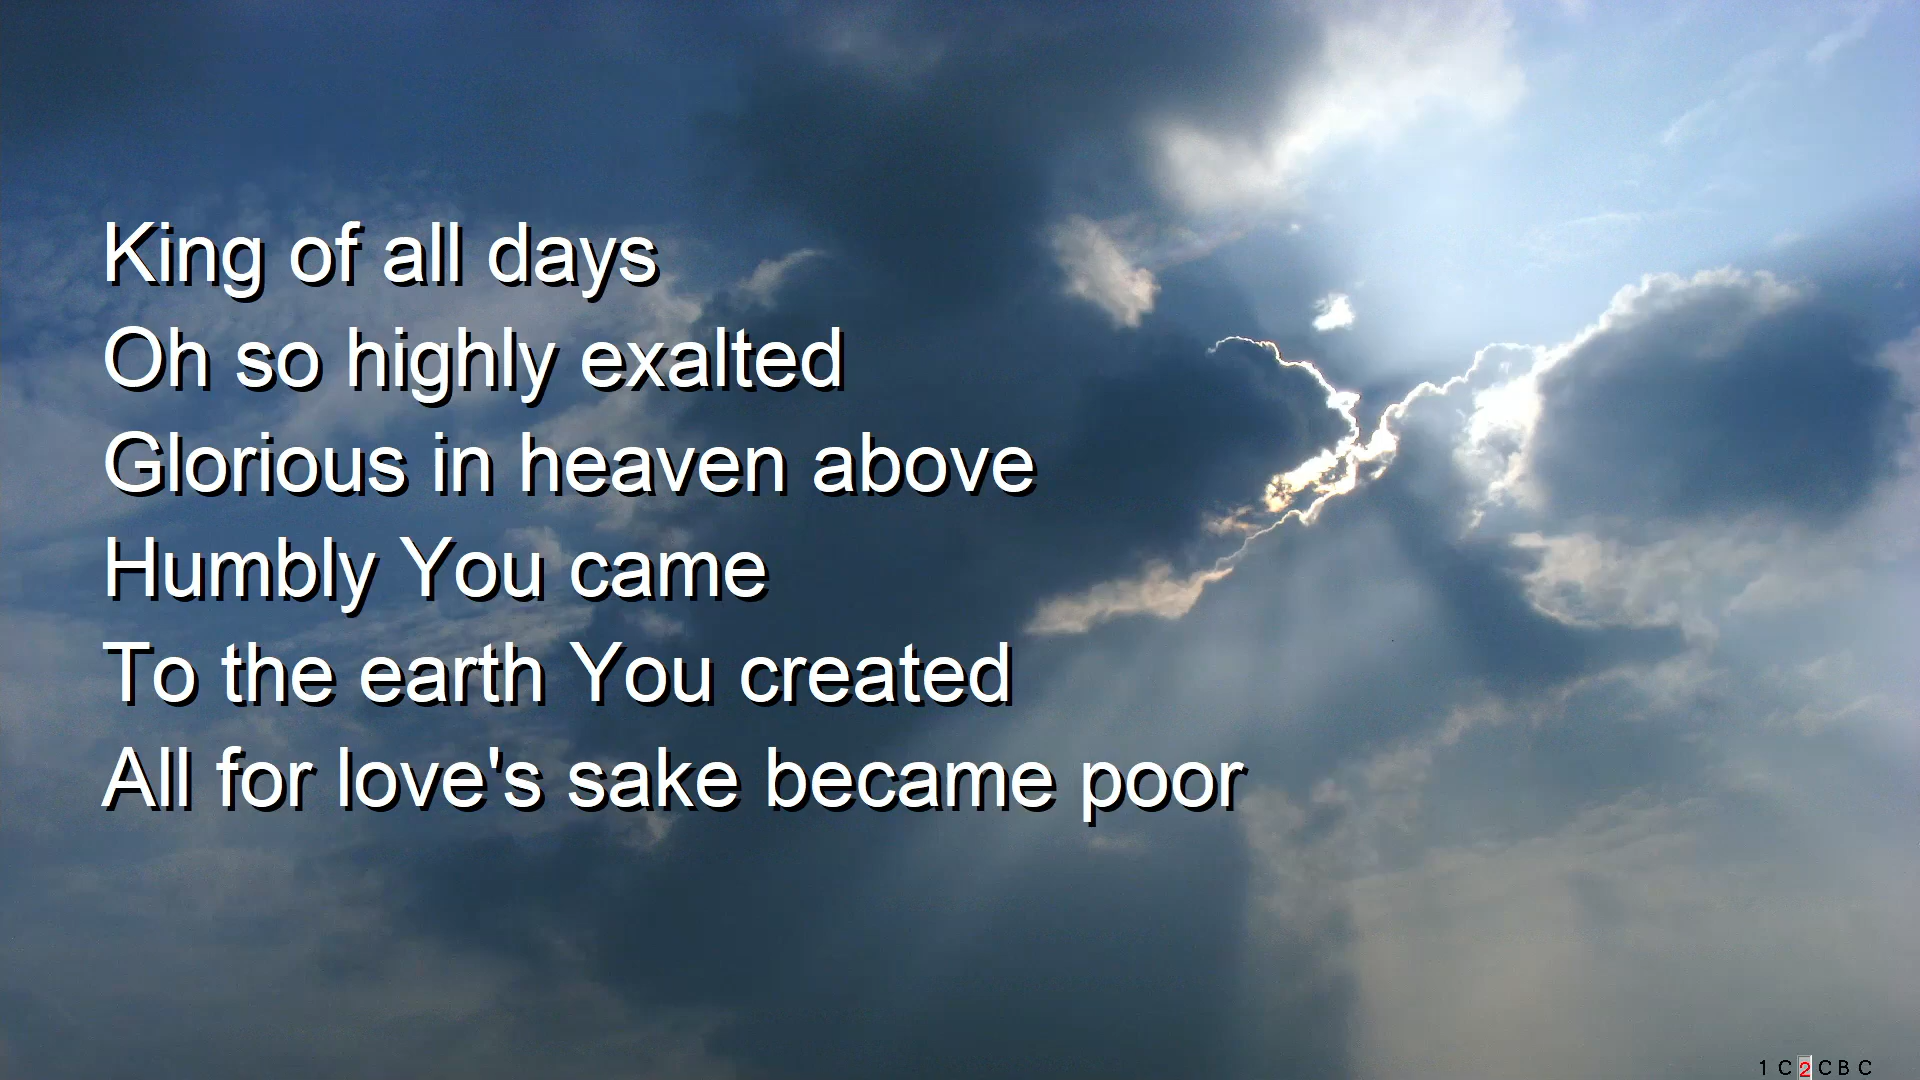 King of all days
Oh so highly exalted
Glorious in heaven above
Humbly You came
To the earth You created
All for love's sake became poor
1 C 2 C B C